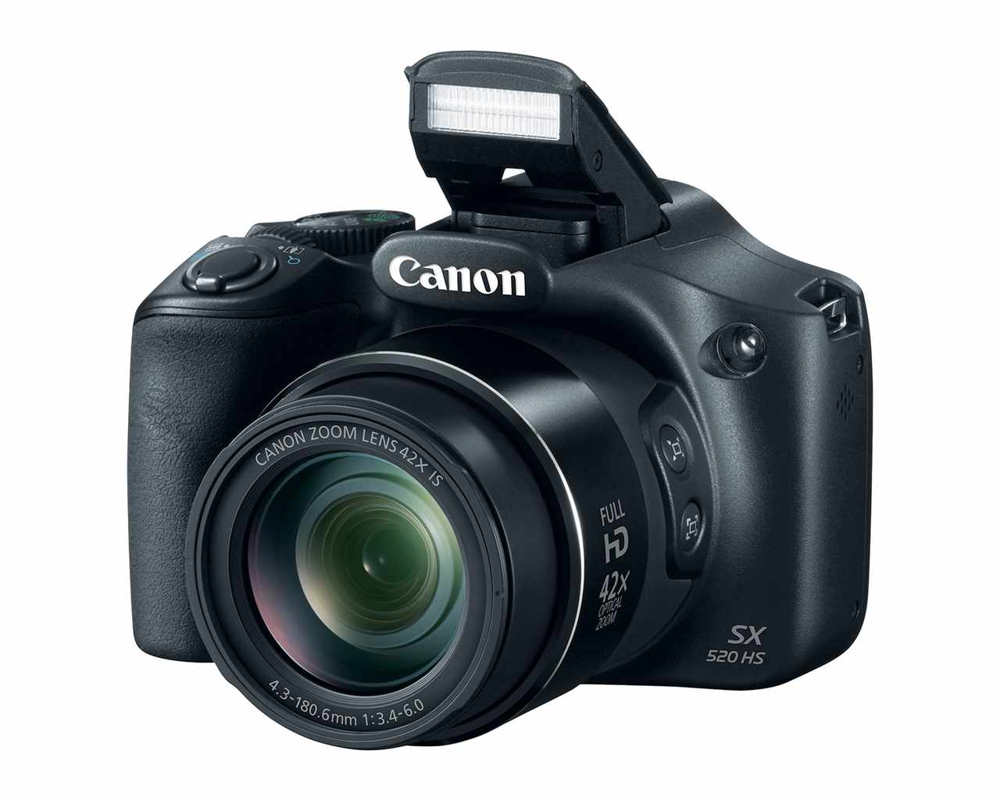 Canon
CANON ZOOM LENS 42X IS
4.3-180.6mm 1:3.4-6.0
FULL
HD
42X
OPTICAL
ZOOM
SX
520 HS